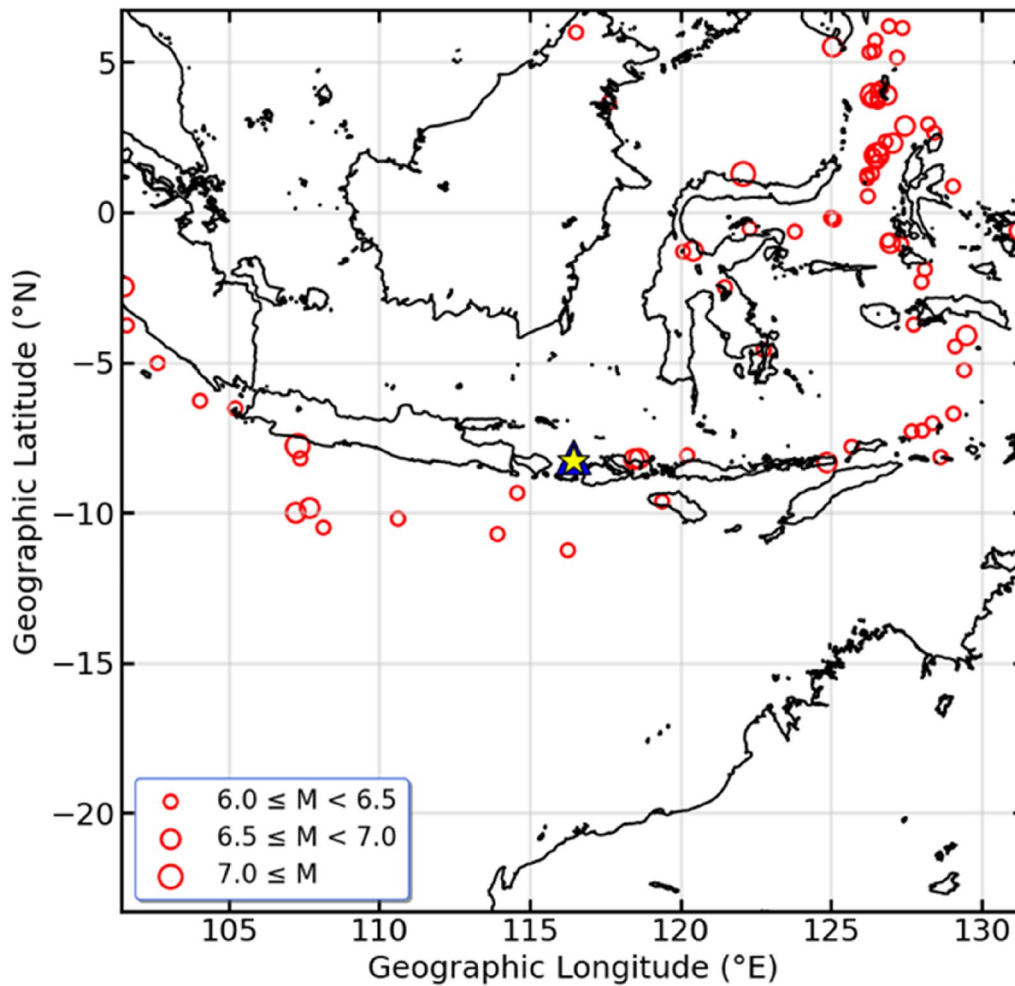 5
0
−5
−10
−15
−20
Geographic Latitude (°N)
6.0 ≤ M < 6.5
6.5 ≤ M < 7.0
7.0 ≤ M
105 110 115 120 125 130
Geographic Longitude (°E)